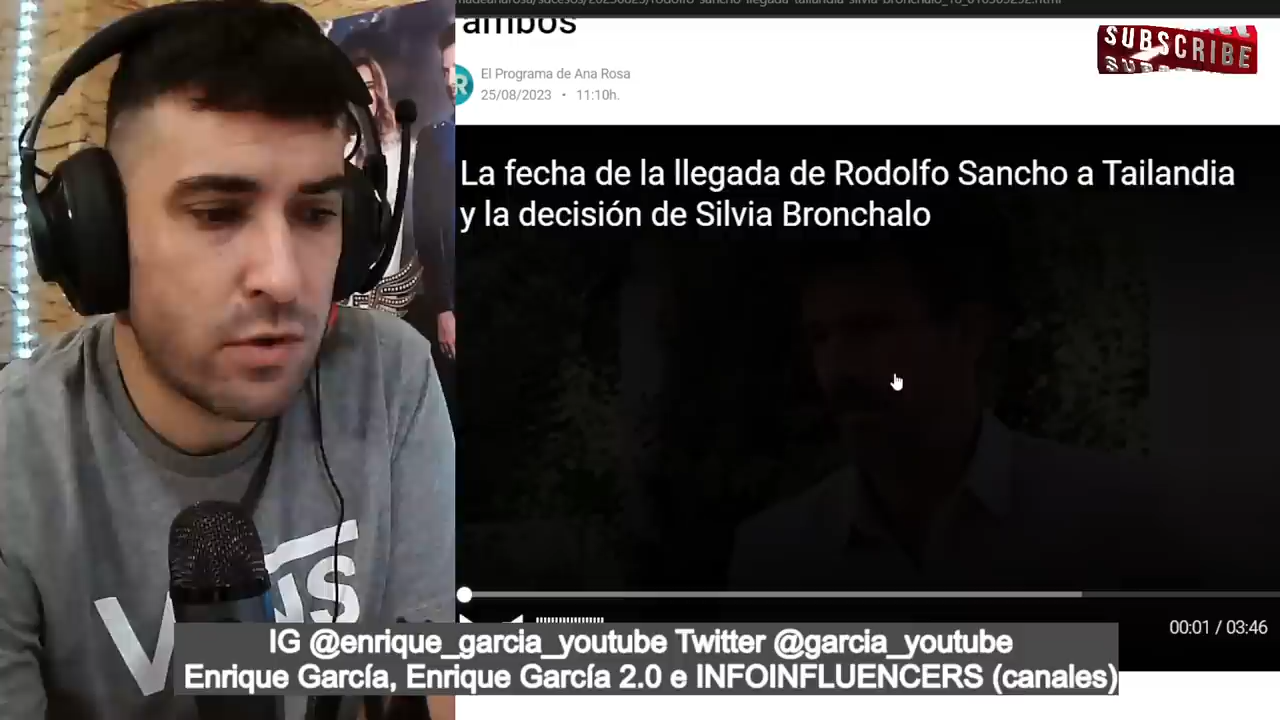 ambos
SUBSCRIBE
El Programa de Ana Rosa
25/08/2023 • 11:10h.
La fecha de la llegada de Rodolfo Sancho a Tailandia
y la decisión de Silvia Bronchalo
00:01 / 03:46
VANS
IG @enrique_garcia_youtube Twitter @garcia_youtube
Enrique García, Enrique García 2.0 e INFOINFLUENCERS (canales)